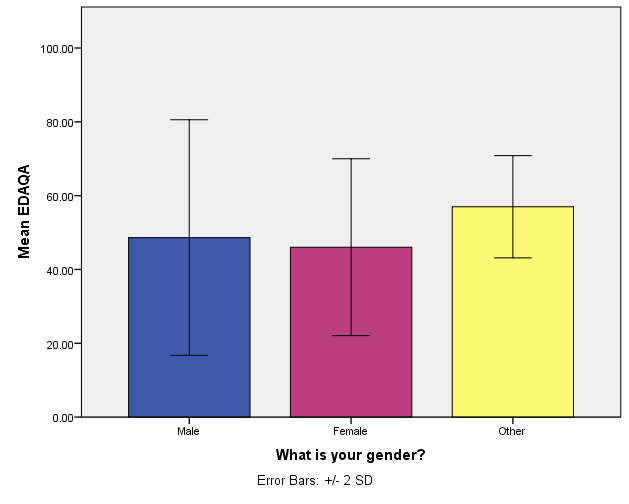 Mean EDAQA
100.00
80.00
60.00
40.00
20.00
0.00
Male Female Other
What is your gender?
Error Bars: +/- 2 SD